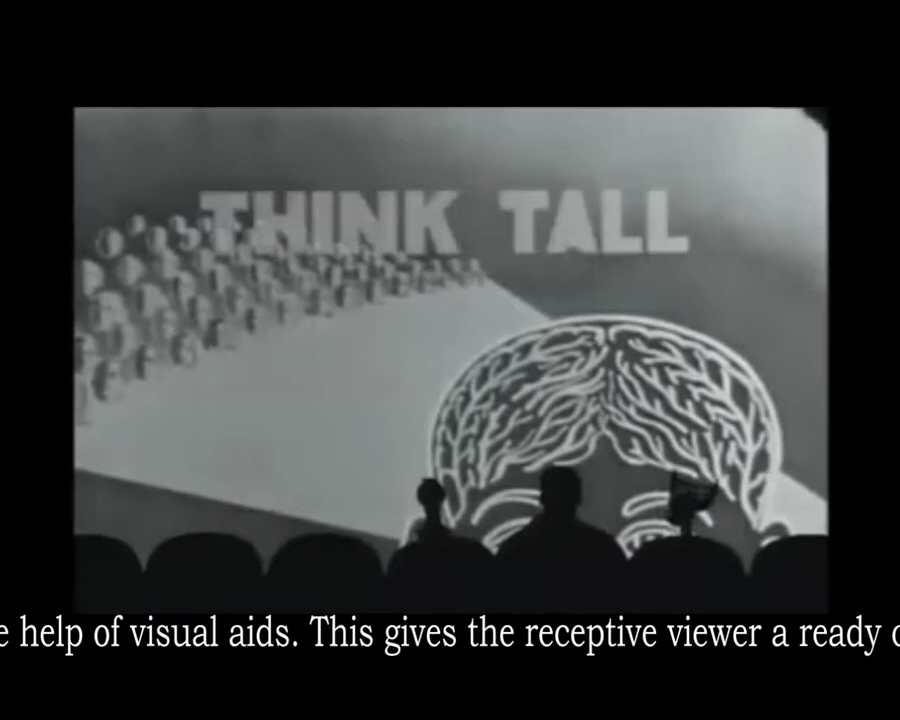 THINK TALL
help of visual aids. This gives the receptive viewer a ready